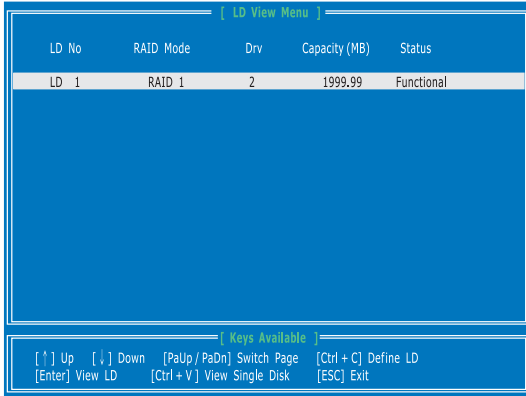 [ LD View Menu ]
LD No RAID Mode Drv Capacity (MB) Status
LD 1 RAID 1 2 1999.99 Functional
[ Keys Available ]
[↑] Up [↓] Down [PaUp / PaDn] Switch Page [Ctrl + C] Define LD
[Enter] View LD [Ctrl + V ] View Single Disk [ESC] Exit